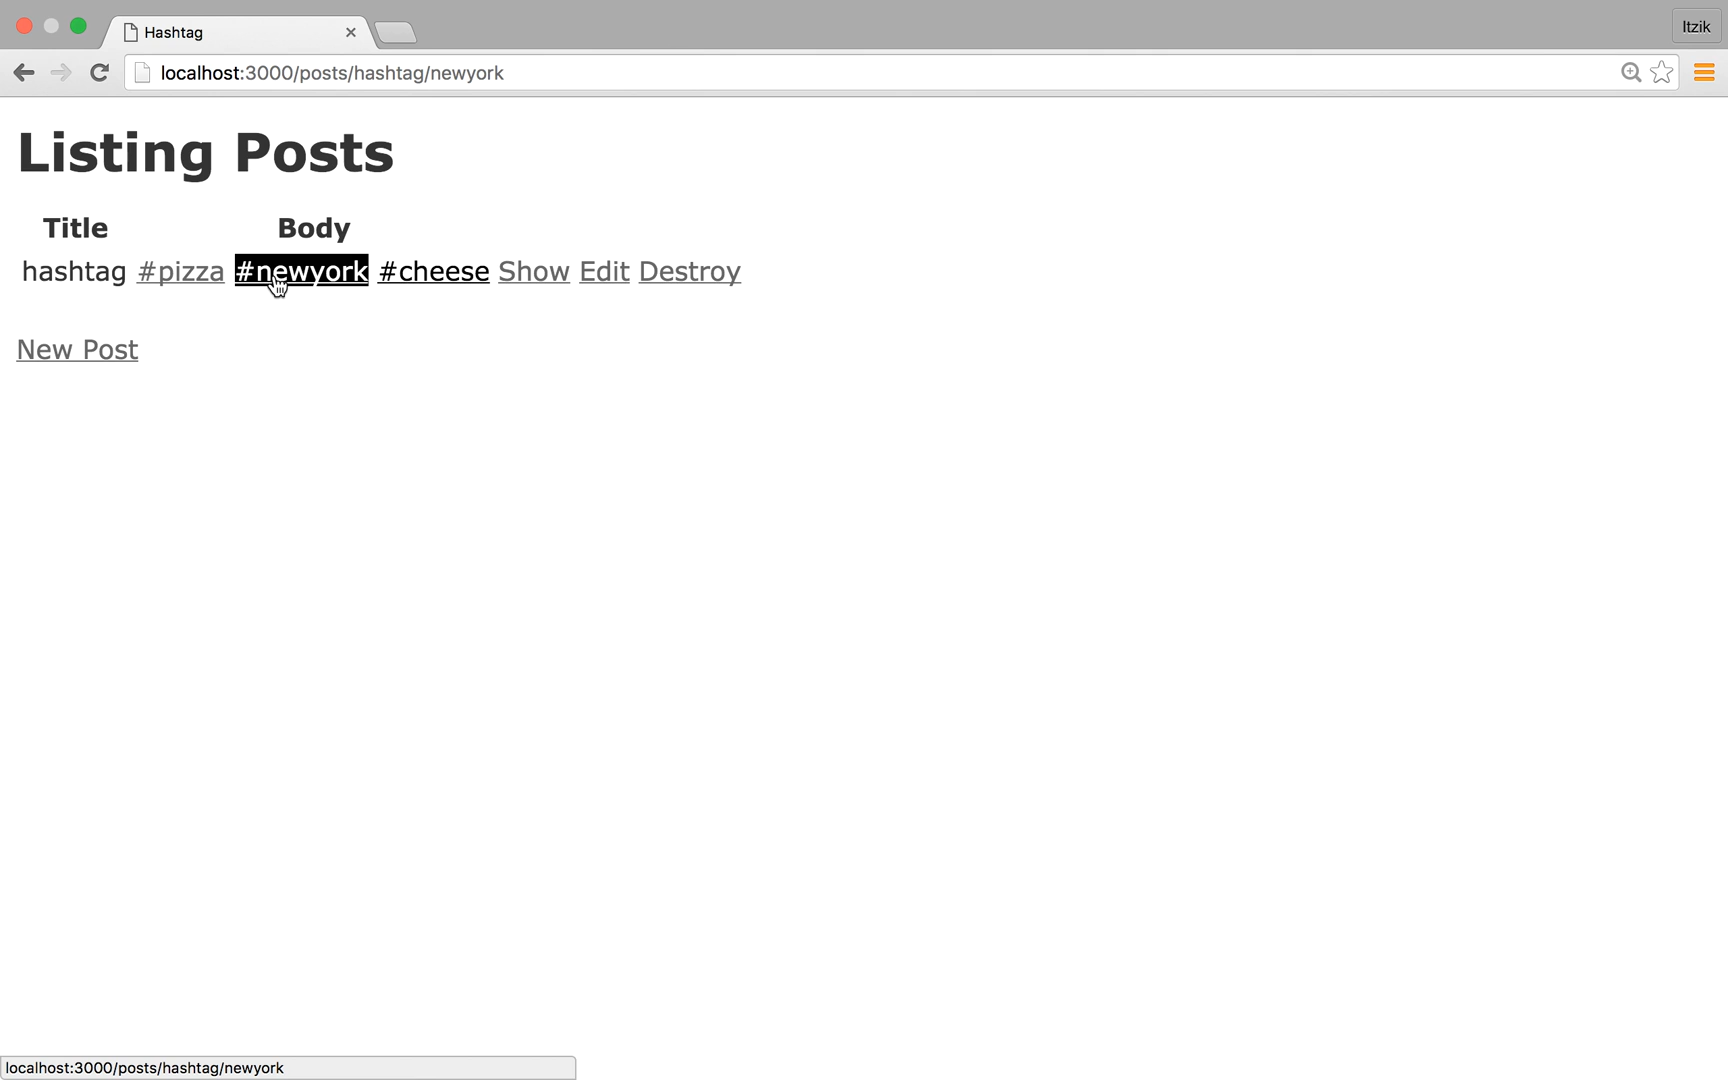 Hashtag
Itzik
localhost:3000/posts/hashtag/newyork
Listing Posts
Title Body
hashtag #pizza #newyork #cheese Show Edit Destroy
New Post
localhost:3000/posts/hashtag/newyork